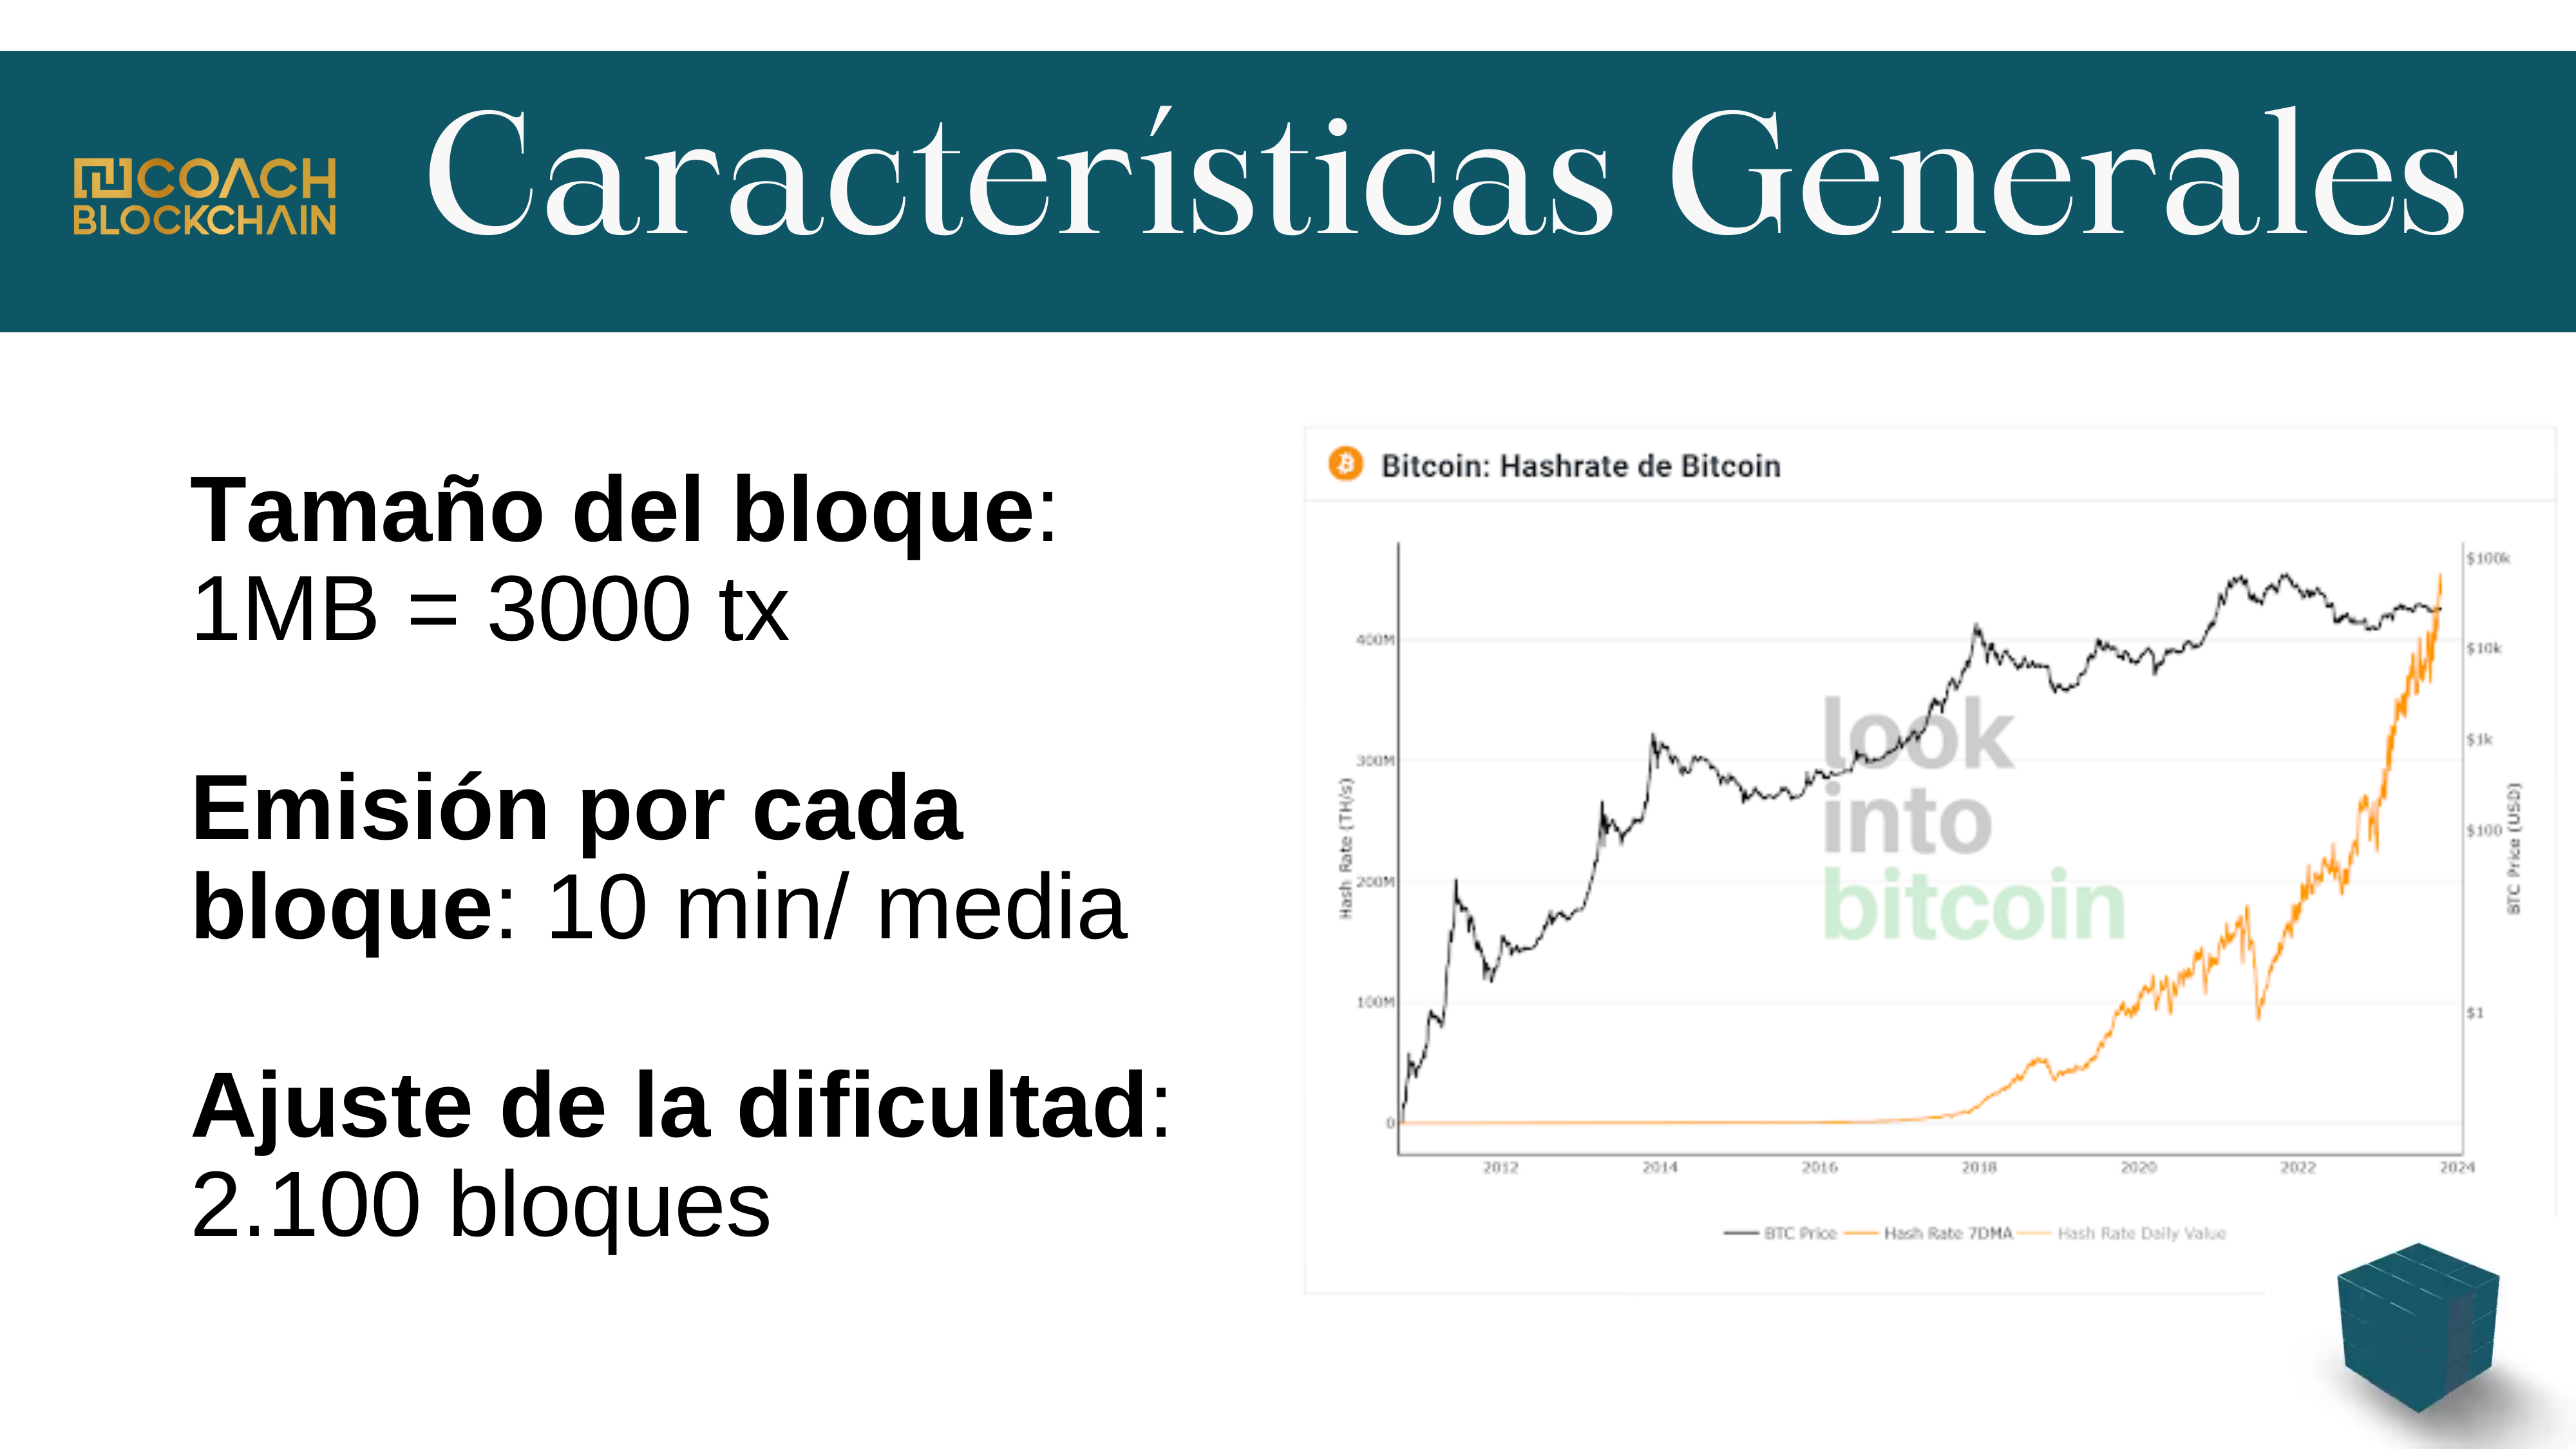 COACH
BLOCKCHAIN
Características Generales
Tamaño del bloque:
1MB = 3000 tx
Emisión por cada
bloque: 10 min/ media
Ajuste de la dificultad:
2.100 bloques
Bitcoin: Hashrate de Bitcoin
look
into
bitcoin
Hash Rate (TH/s)
400M
300M
200M
100M
0
$100k
$10k
$1k
$100
$1
BTC Price (USD)
2012 2014 2016 2018 2020 2022 2024
BTC Price Hash Rate 7DMA Hash Rate Daily Value